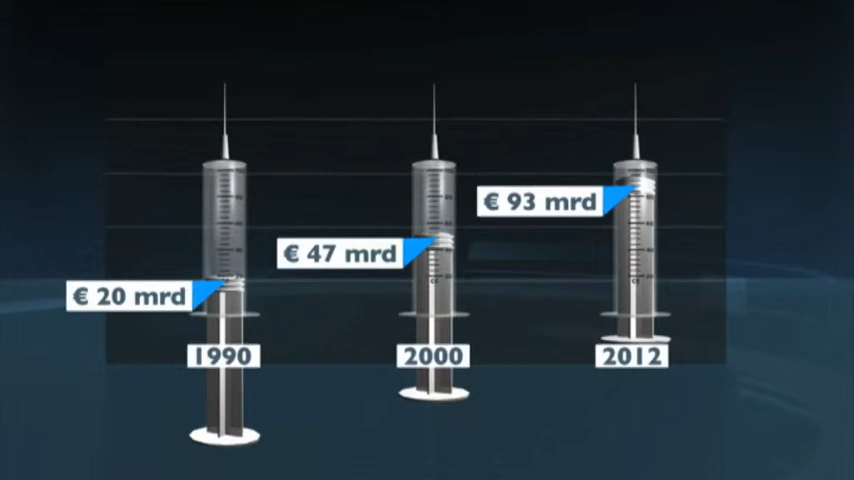 € 93 mrd
€ 47 mrd
€ 20 mrd
1990
2000
2012